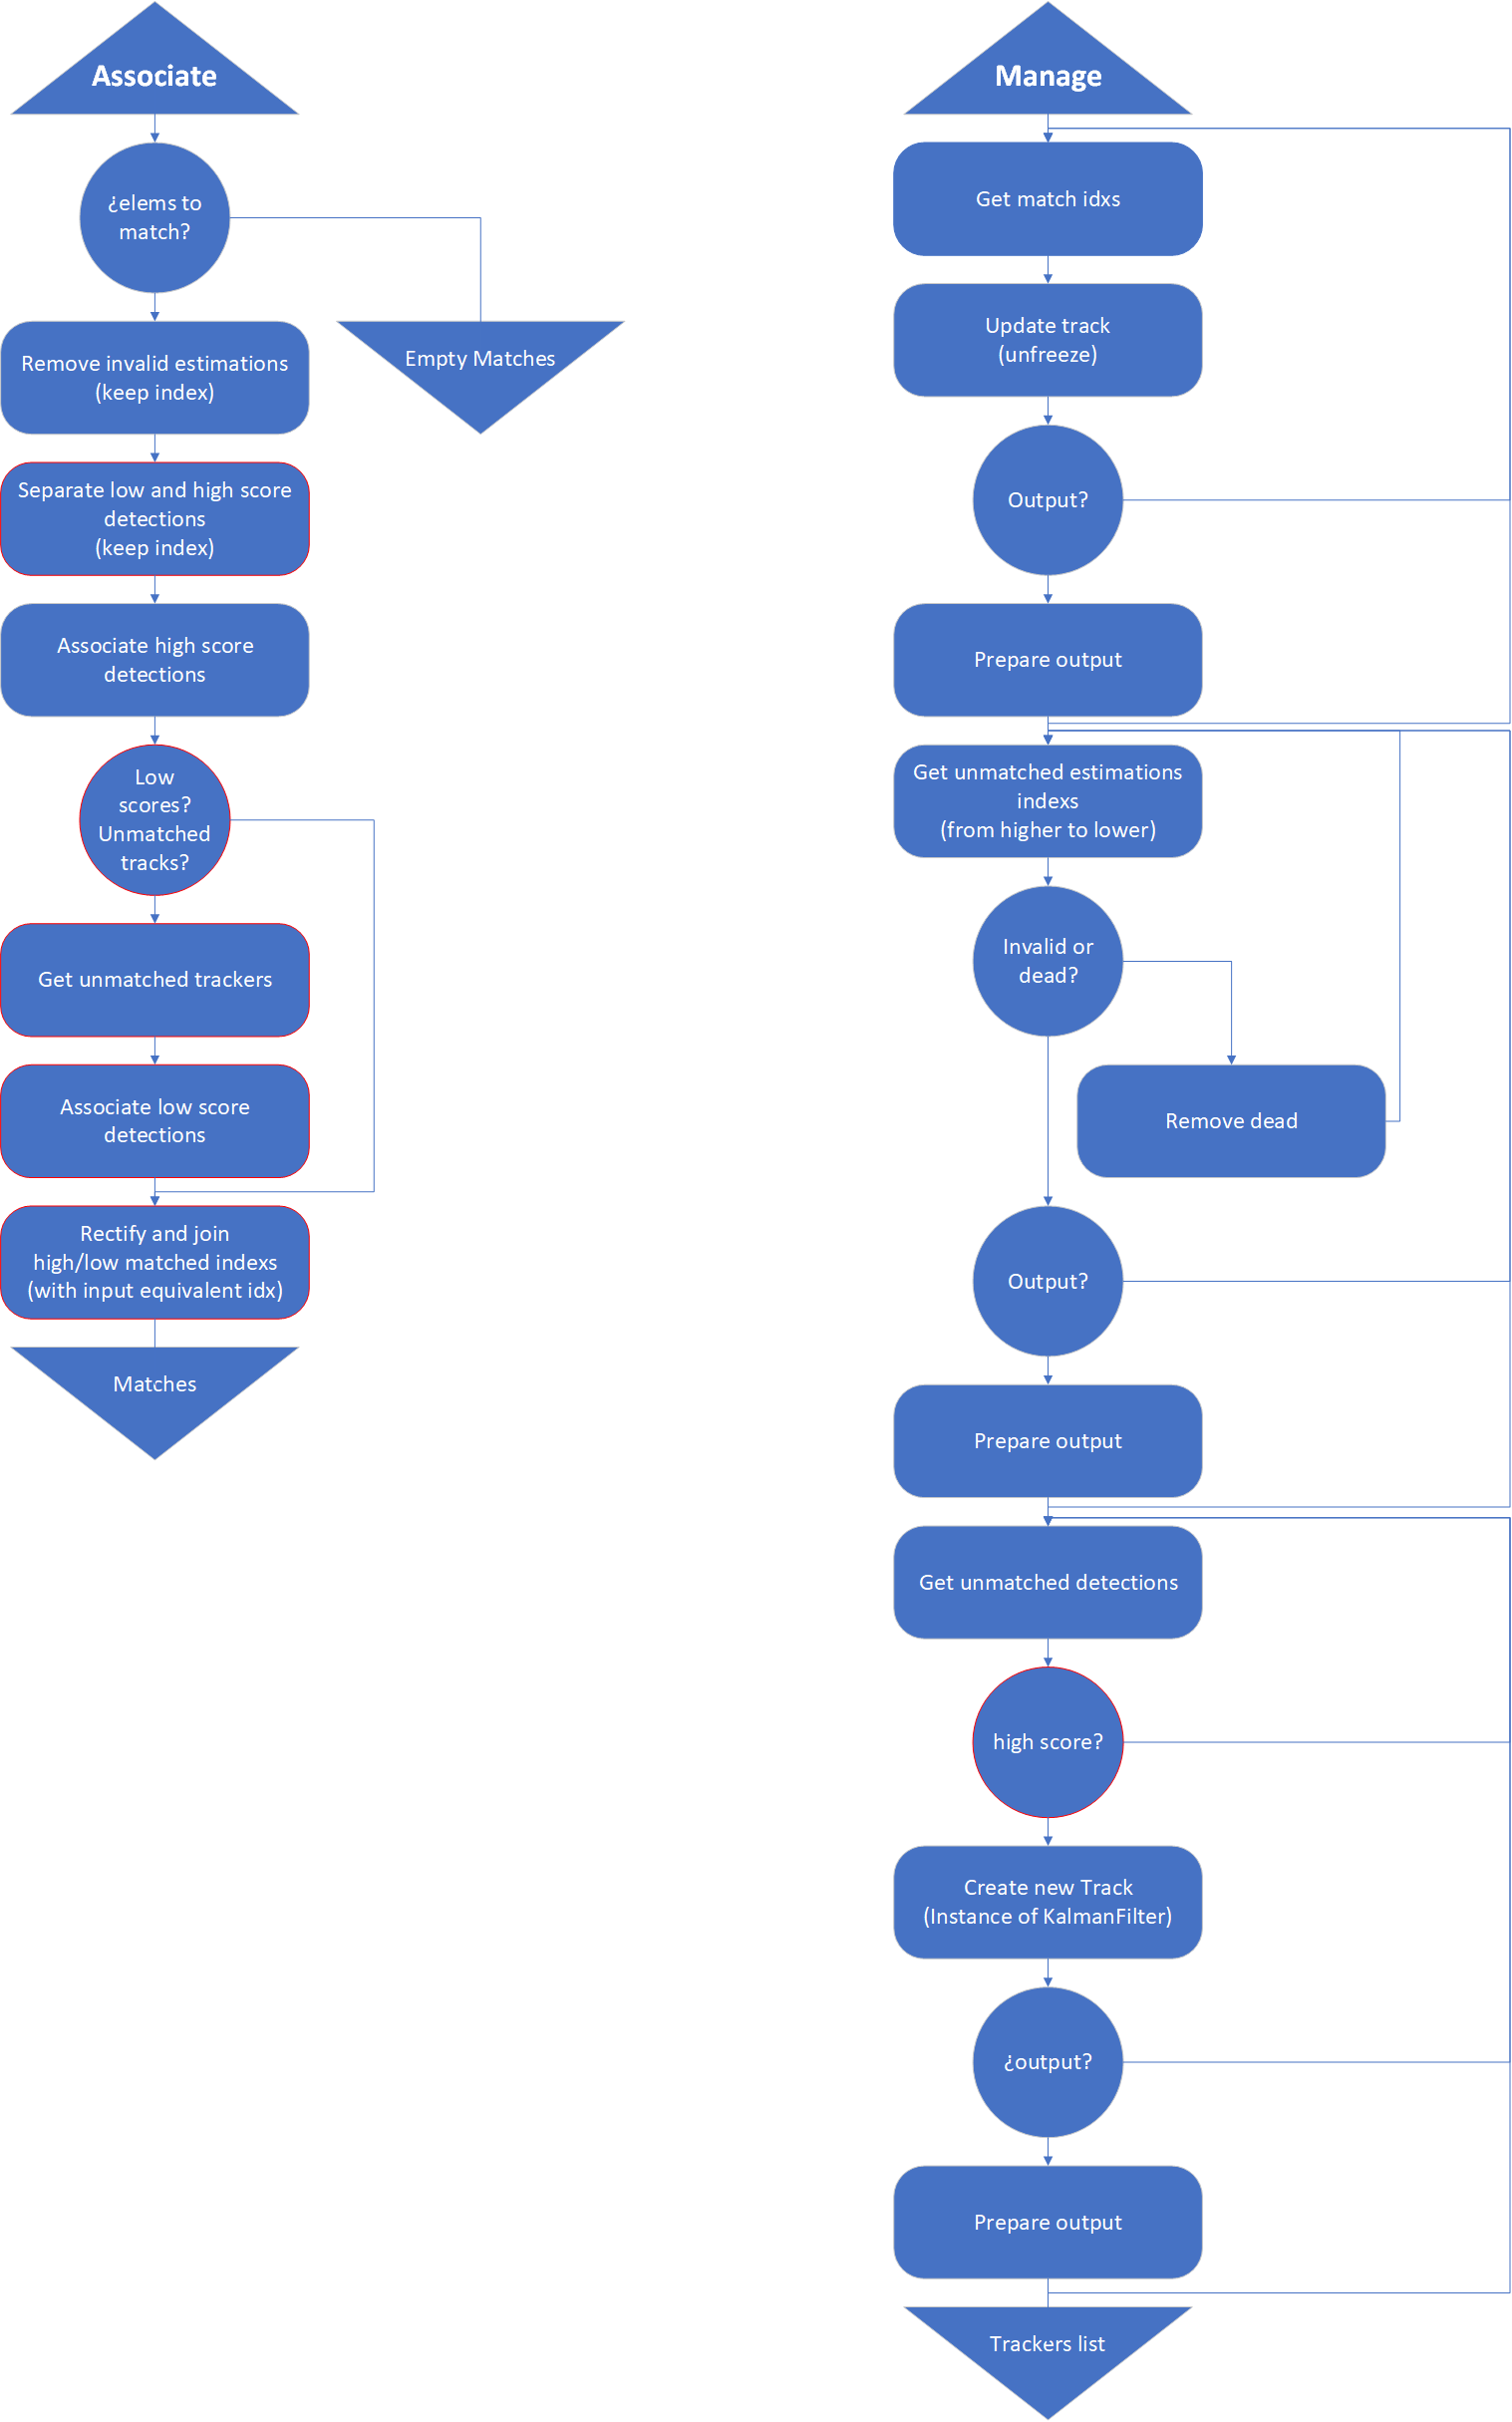 Associate
¿elems to
match?
Empty Matches
Remove invalid estimations
(keep index)
Separate low and high score
detections
(keep index)
Associate high score
detections
Low
scores?
Unmatched
tracks?
Get unmatched trackers
Associate low score
detections
Rectify and join
high/low matched indexs
(with input equivalent idx)
Matches
Manage
Get match idxs
Update track
(unfreeze)
Output?
Prepare output
Get unmatched estimations
indexs
(from higher to lower)
Invalid or
dead?
Remove dead
Output?
Prepare output
Get unmatched detections
high score?
Create new Track
(Instance of KalmanFilter)
¿output?
Prepare output
Trackers list